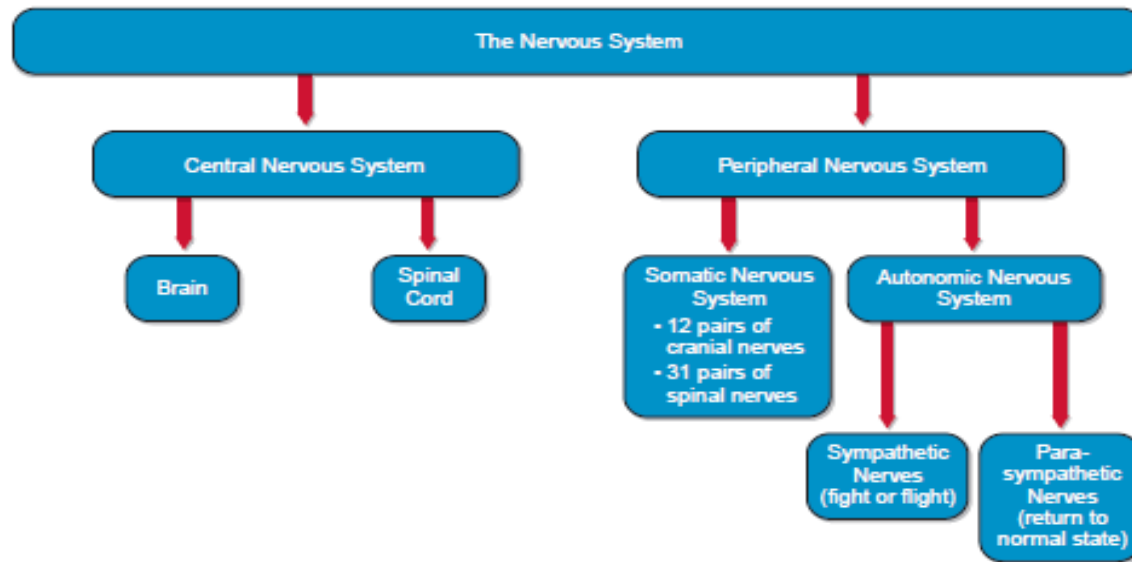 The Nervous System
Central Nervous System
Peripheral Nervous System
Brain
Spinal
Cord
Somatic Nervous
System
- 12 pairs of
cranial nerves
- 31 pairs of
spinal nerves
Autonomic Nervous
System
Sympathetic
Nerves
(fight or flight)
Para-
sympathetic
Nerves
(return to
normal state)